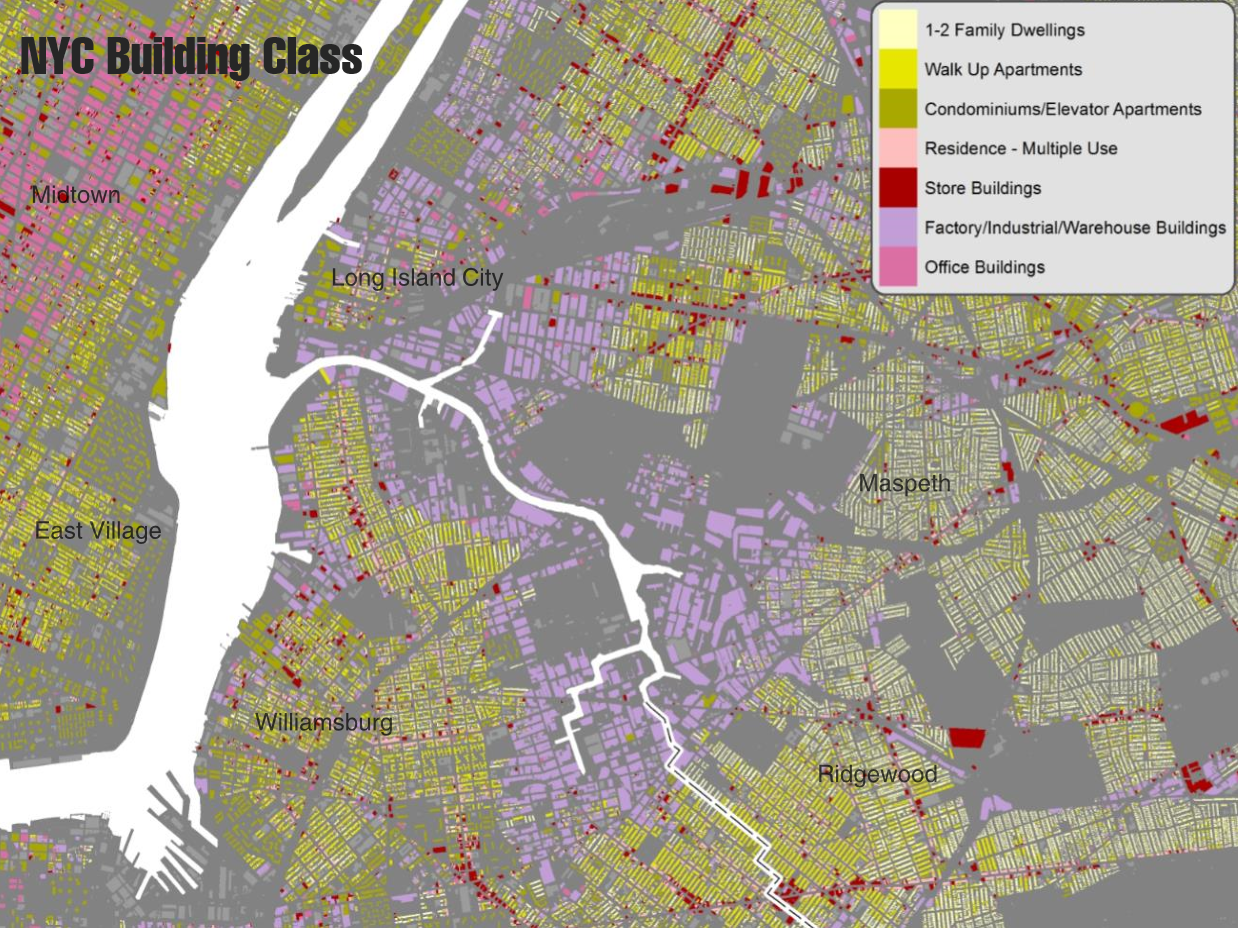 NYC Building Class
1-2 Family Dwellings
Walk Up Apartments
Condominiums/Elevator Apartments
Residence - Multiple Use
Store Buildings
Factory/Industrial/Warehouse Buildings
Office Buildings
Midtown
Long Island City
Maspeth
East Village
Williamsburg
Ridgewood